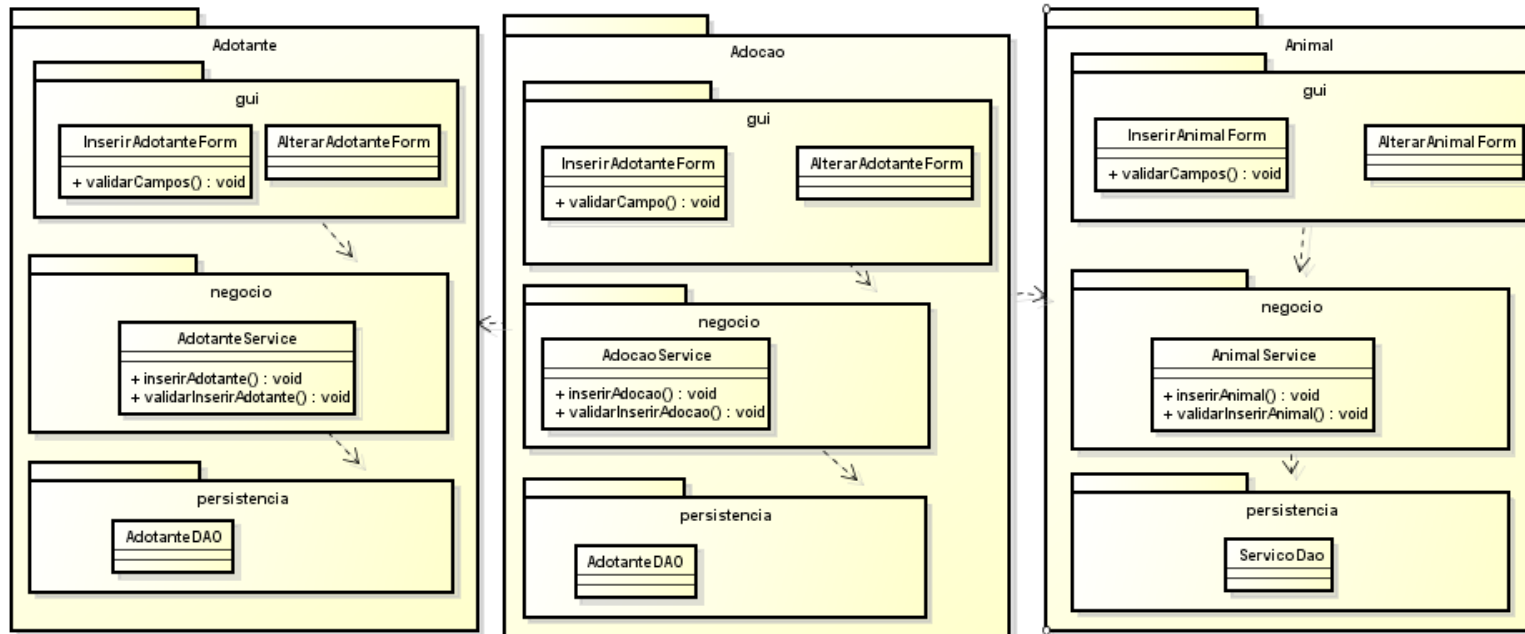 Adotante
gui
InserirAdotanteForm
+ validarCampos() : void
AlterarAdotanteForm
negocio
AdotanteService
+ inserirAdotante() : void
+ validarInserirAdotante() : void
persistencia
AdotanteDAO
Adocao
gui
InserirAdotanteForm
+ validarCampo() : void
AlterarAdotanteForm
negocio
AdocaoService
+ inserirAdocao() : void
+ validarInserirAdocao() : void
persistencia
AdotanteDAO
Animal
gui
InserirAnimalForm
+ validarCampos() : void
AlterarAnimalForm
negocio
AnimalService
+ inserirAnimal() : void
+ validarInserirAnimal() : void
persistencia
ServicoDao